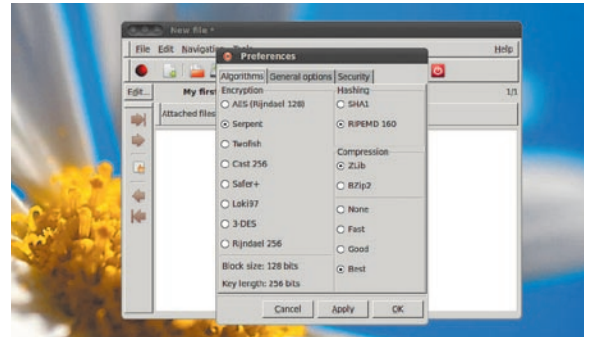 New file *
File Edit Navigation Tools Help
Preferences
Edit... My first 1/1
Attached files
Algorithms General options Security
Encryption
AES (Rijndael 128)
Serpent
Twofish
Cast 256
Safer+
Loki97
3-DES
Rijndael 256
Block size: 128 bits
Key length: 256 bits
Hashing
SHA1
RIPEMD 160
Compression
ZLib
BZip2
None
Fast
Good
Best
Cancel Apply OK